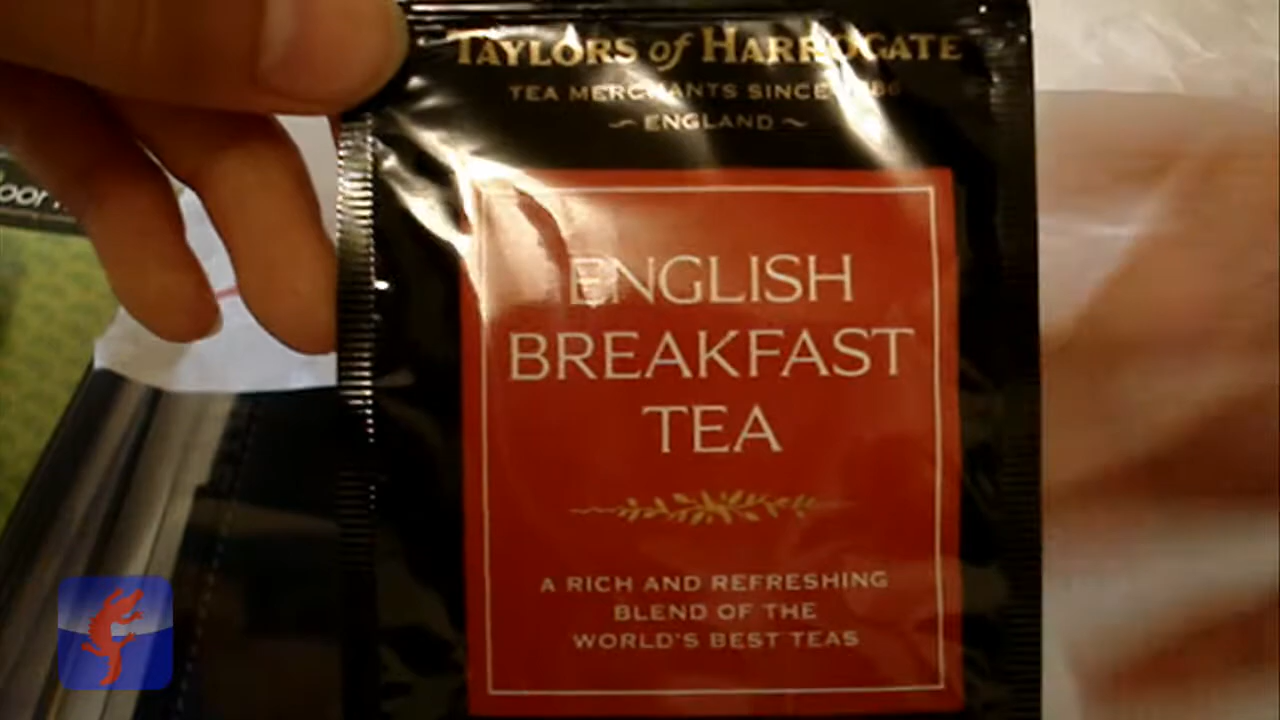 TAYLORS of HARROGATE
TEA MERCHANTS SINCE
ENGLAND
ENGLISH
BREAKFAST
TEA
A RICH AND REFRESHING
BLEND OF THE
WORLD'S BEST TEAS